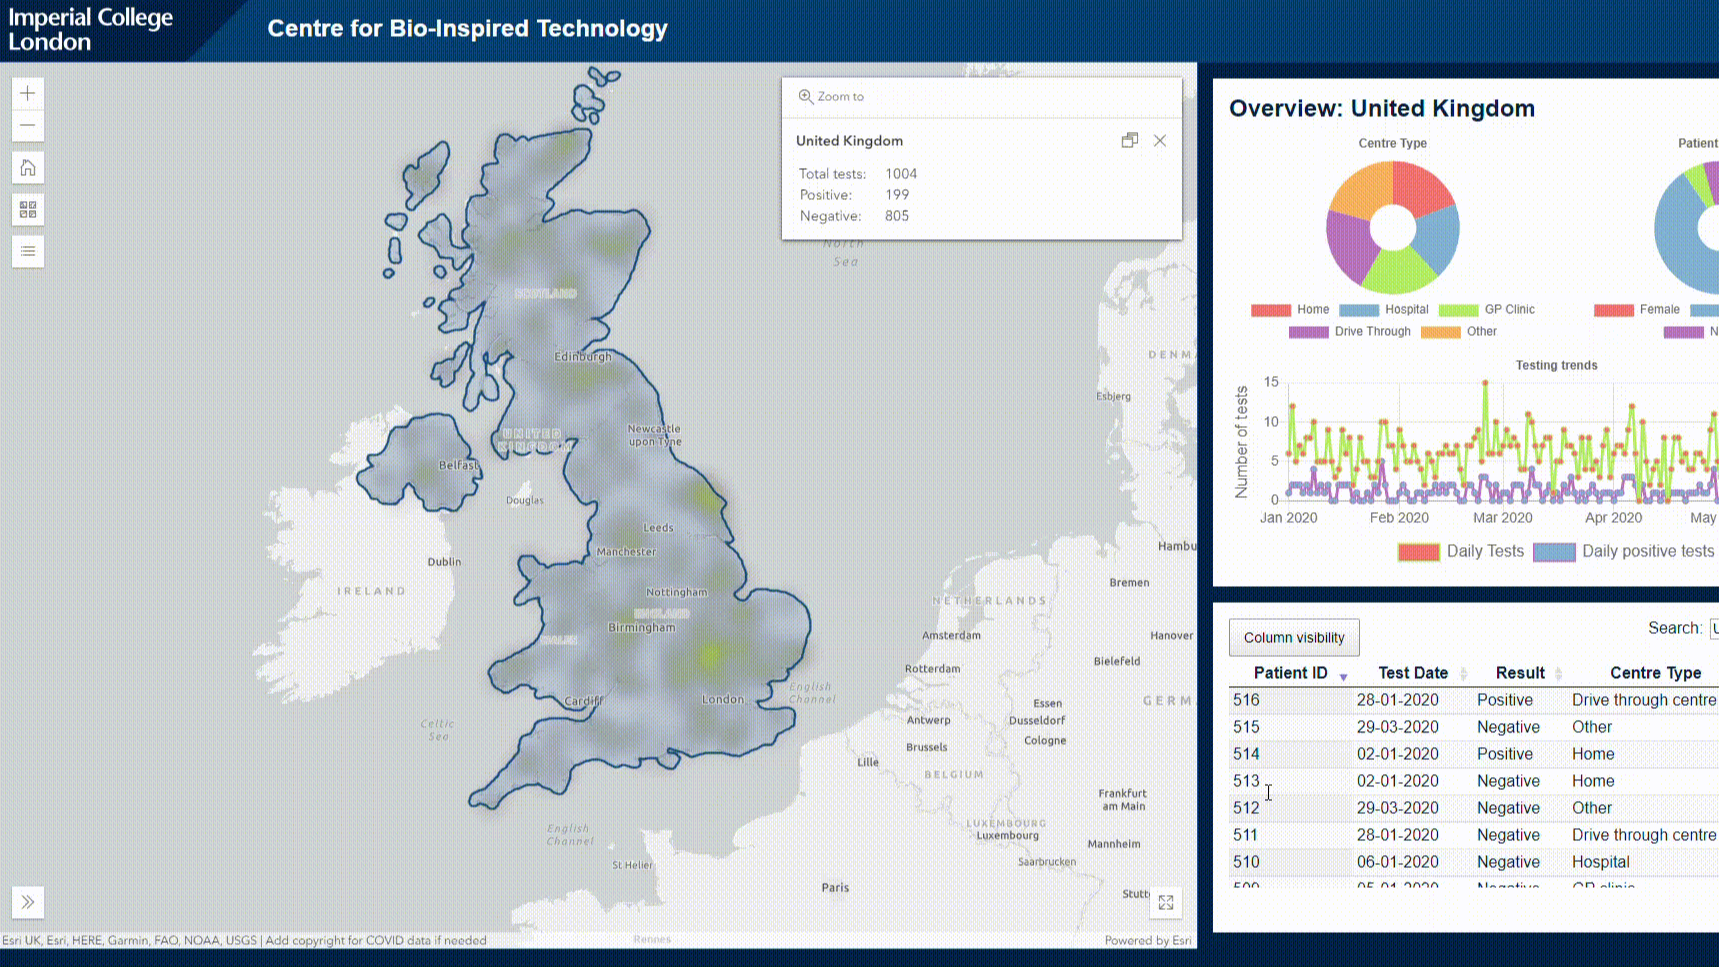 Imperial College
London
Centre for Bio-Inspired Technology
Zoom to
United Kingdom
Total tests: 1004
Positive: 199
Negative: 805
North
Sea
SCOTLAND
Edinburgh
DENMA
Esbjerg
UNITED
KINGDOM
Newcastle
upon Tyne
Belfast
Douglas
Leeds
Manchester
Dublin
IRELAND
Nottingham
ENGLAND
Birmingham
WALES
Cardiff
London
English
Channel
Celtic
Sea
English
Channel
St Helier
Hambu
Bremen
NETHERLANDS
Amsterdam
Hanover
Bielefeld
Rotterdam
Essen
GERM
Antwerp
Dusseldorf
Cologne
Brussels
Lille
BELGIUM
Frankfurt
am Main
LUXEMBOURG
Luxembourg
Mannheim
Saarbrucken
Paris
Stutt
Rennes
Esri UK, Esri, HERE, Garmin, FAO, NOAA, USGS | Add copyright for COVID data if needed
Powered by Esri
Overview: United Kingdom
Centre Type
Patient
Home Hospital GP Clinic
Drive Through Other
Female
N
Testing trends
Number of tests
15
10
5
0
Jan 2020 Feb 2020 Mar 2020 Apr 2020 May
Daily Tests Daily positive tests
Column visibility
Search: U
Patient ID Test Date Result Centre Type
516 28-01-2020 Positive Drive through centre
515 29-03-2020 Negative Other
514 02-01-2020 Positive Home
513 02-01-2020 Negative Home
512 29-03-2020 Negative Other
511 28-01-2020 Negative Drive through centre
510 06-01-2020 Negative Hospital
509 05-01-2020 Negative GP clinic